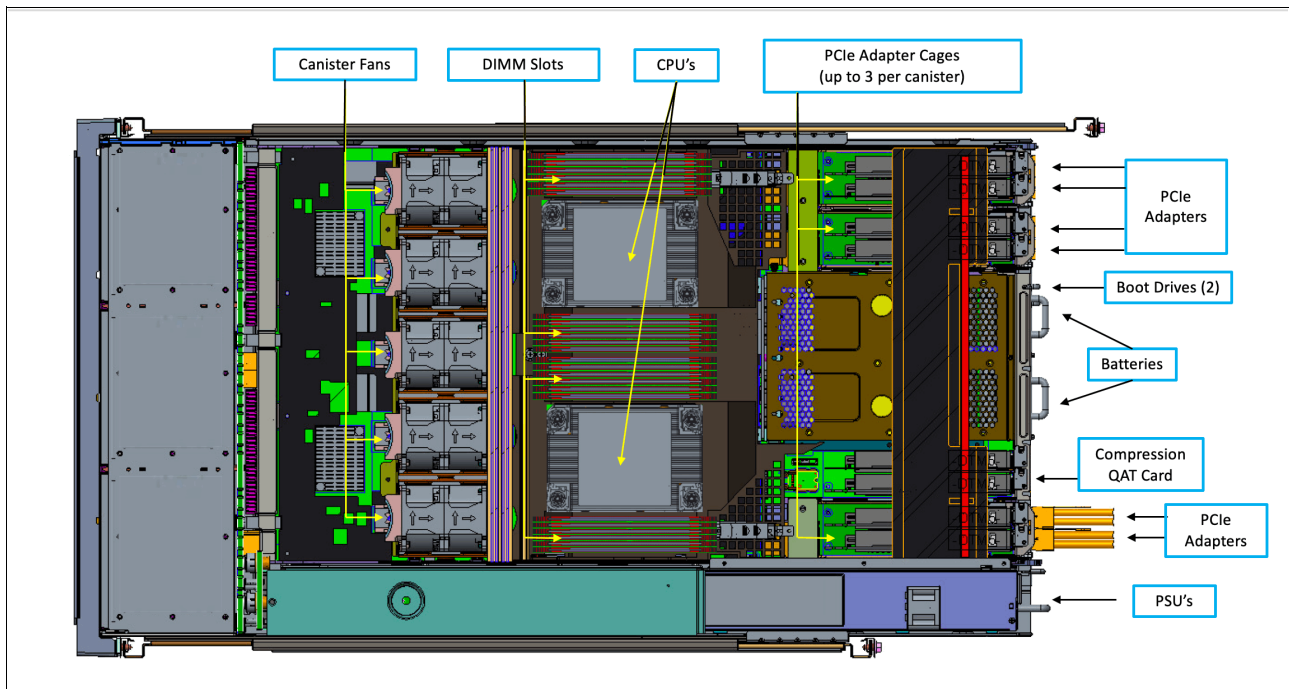 Canister Fans
DIMM Slots
CPU's
PCIe Adapter Cages
(up to 3 per canister)
PCIe
Adapters
Boot Drives (2)
Batteries
Compression
QAT Card
PCIe
Adapters
PSU's